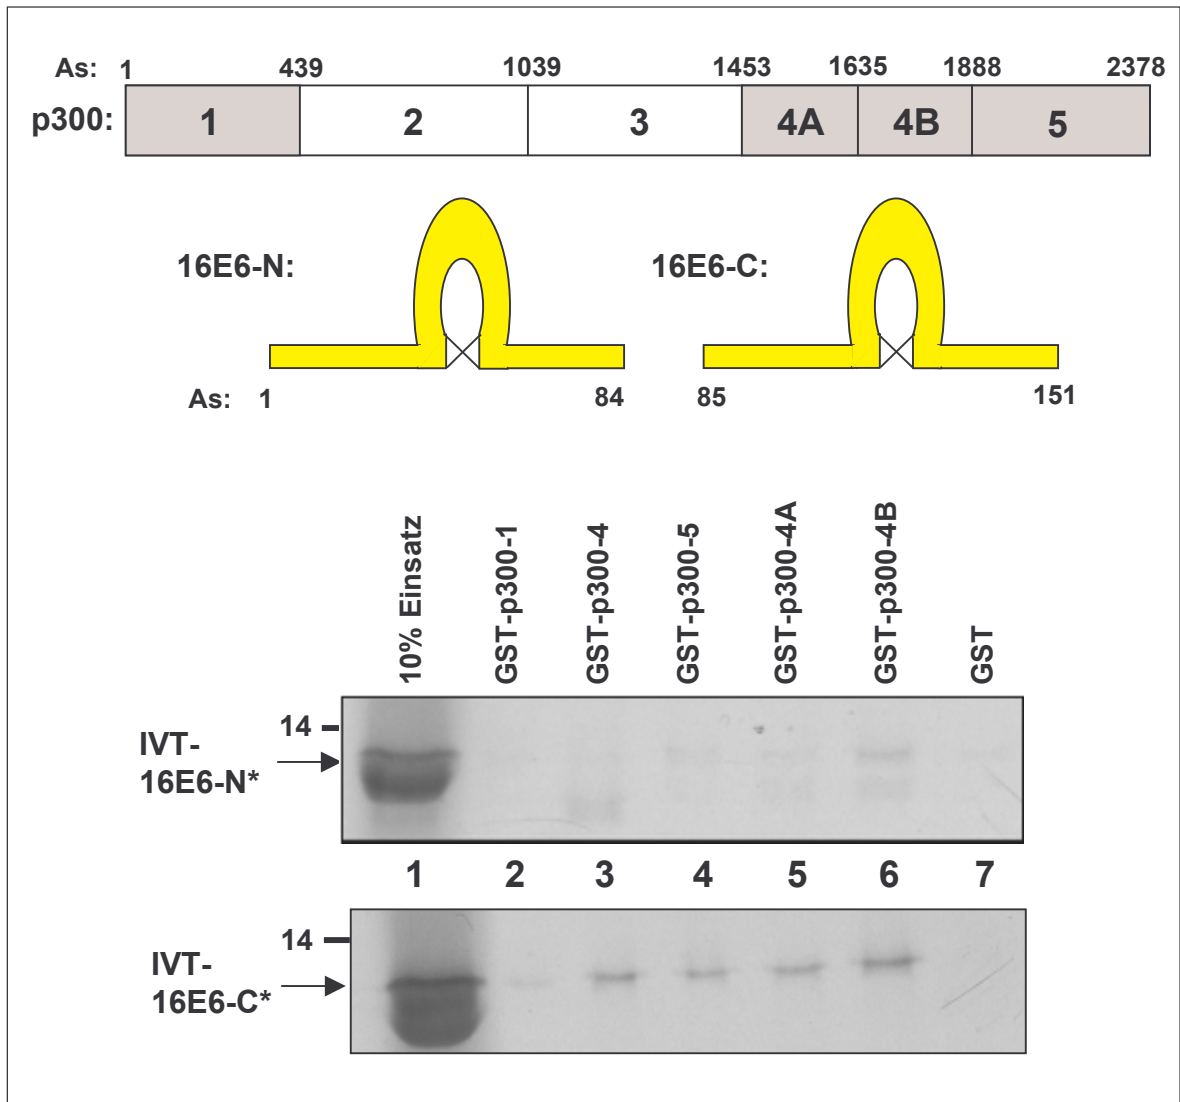 As: 1 439 1039 1453 1635 1888 2378
p300: 1 2 3 4A 4B 5
16E6-N: 16E6-C:
As: 1 84 85 151
10% Einsatz
GST-p300-1
GST-p300-4
GST-p300-5
GST-p300-4A
GST-p300-4B
GST
14
IVT-
16E6-N*
1 2 3 4 5 6 7
14
IVT-
16E6-C*